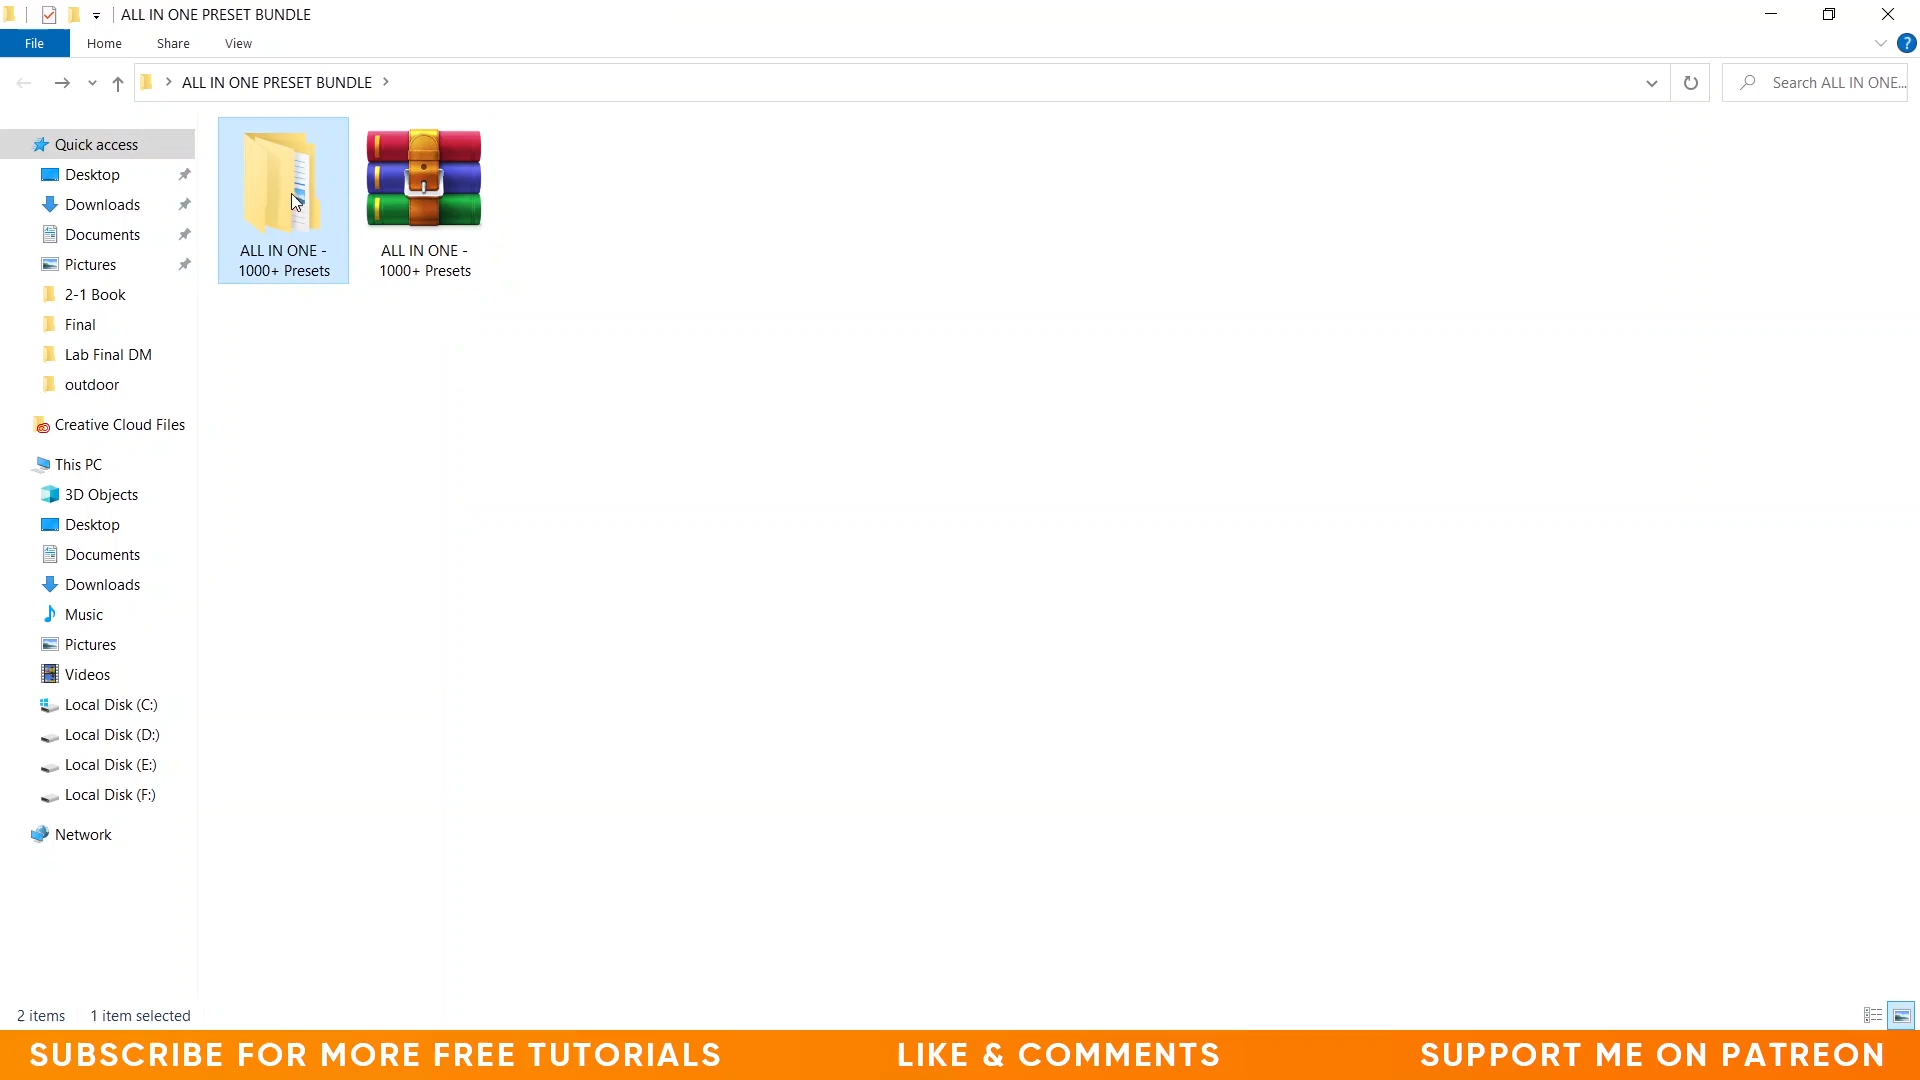 ALL IN ONE PRESET BUNDLE
File Home Share View
?
ALL IN ONE PRESET BUNDLE
Search ALL IN ONE...
Quick access
Desktop
Downloads
Documents
Pictures
2-1 Book
Final
Lab Final DM
outdoor
Creative Cloud Files
This PC
3D Objects
Desktop
Documents
Downloads
Music
Pictures
Videos
Local Disk (C:)
Local Disk (D:)
Local Disk (E:)
Local Disk (F:)
Network
ALL IN ONE -
1000+ Presets
ALL IN ONE -
1000+ Presets
2 items 1 item selected
SUBSCRIBE FOR MORE FREE TUTORIALS LIKE & COMMENTS SUPPORT ME ON PATREON